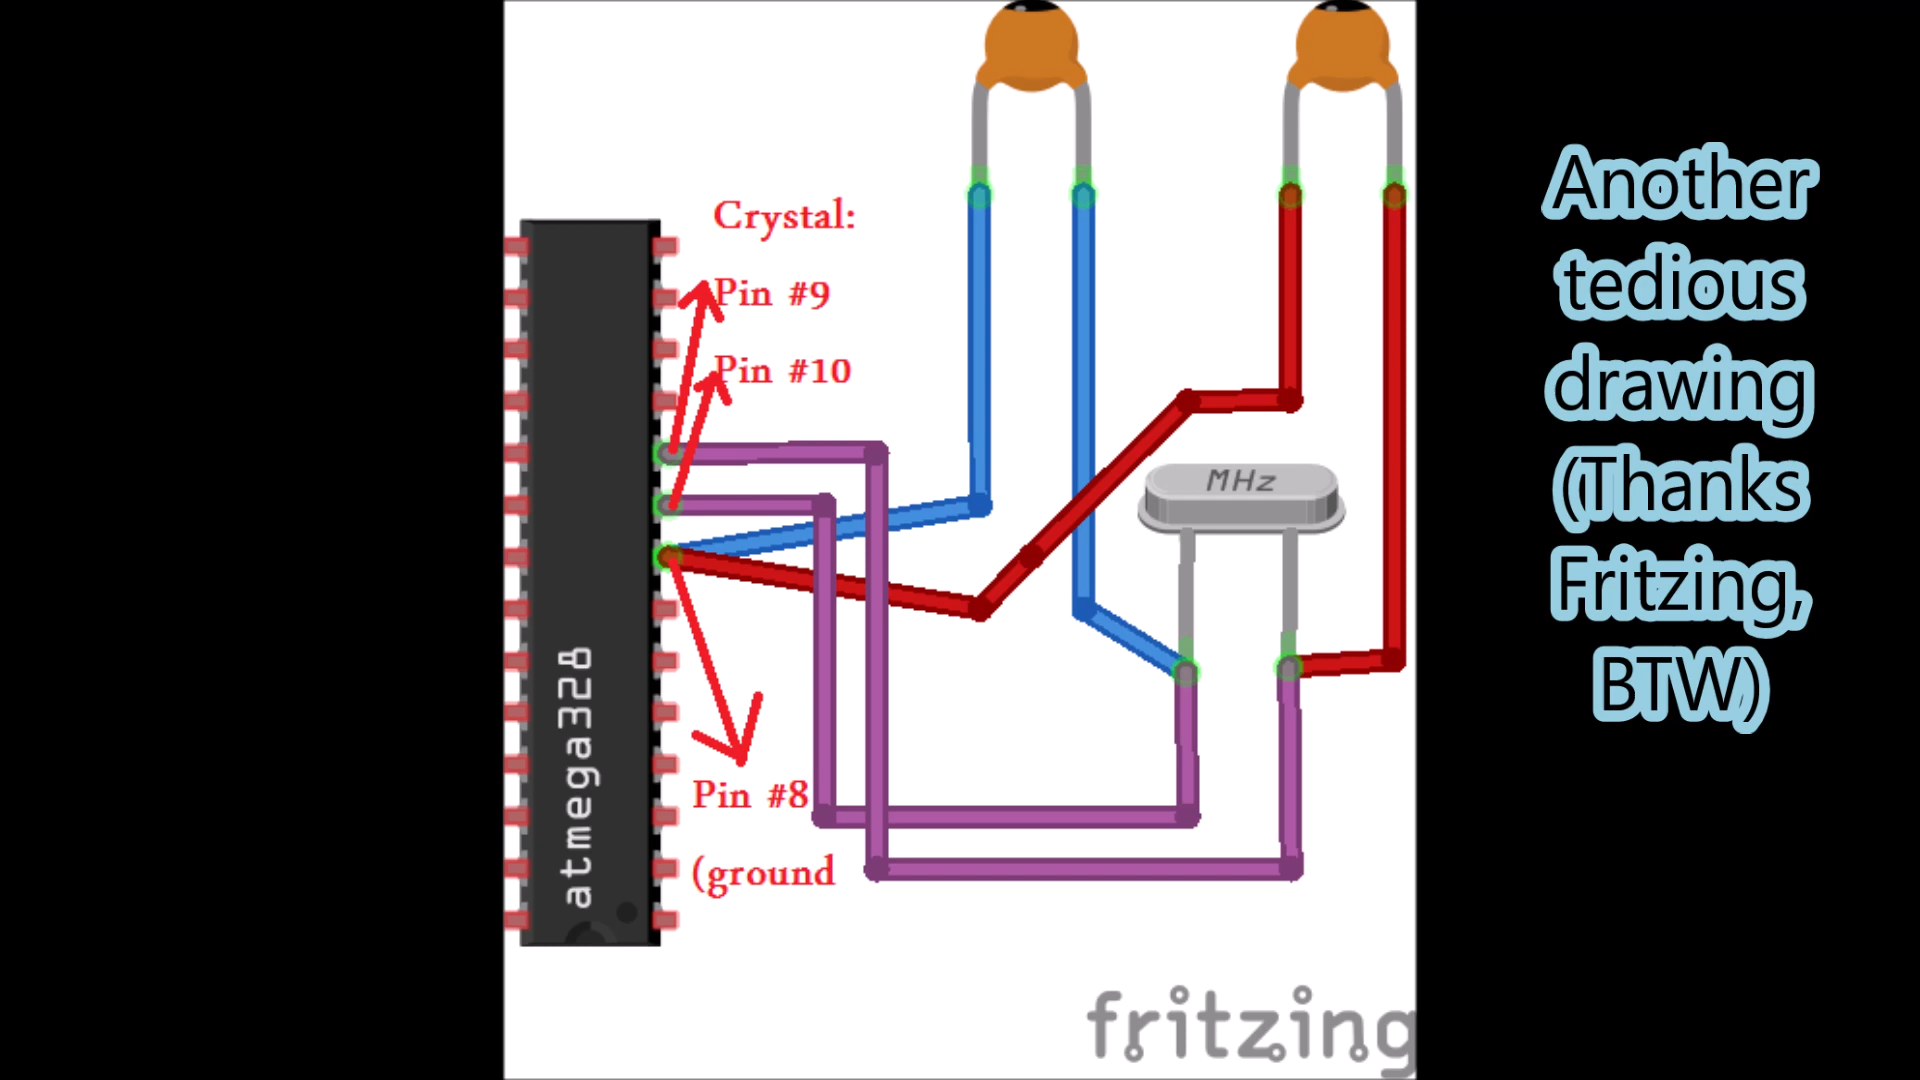 Crystal:
Pin #9
Pin #10
MHz
atmega328
Pin #8
(ground
fritzing
Another
tedious
drawing
(Thanks
Fritzing,
BTW)